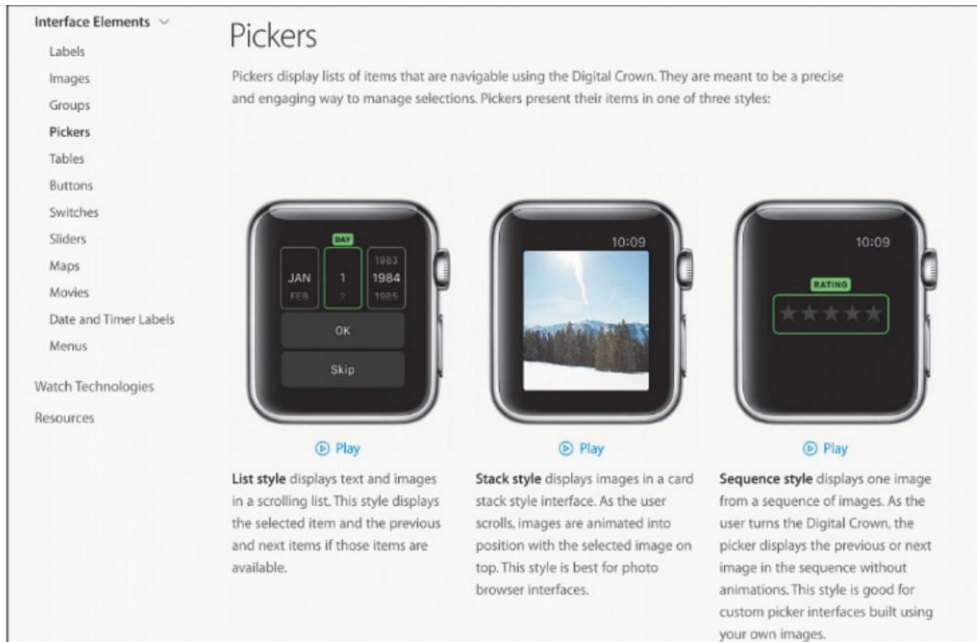 Interface Elements
Labels
Images
Groups
Pickers
Tables
Buttons
Switches
Sliders
Maps
Movies
Date and Timer Labels
Menus
Watch Technologies
Resources
Pickers
Pickers display lists of items that are navigable using the Digital Crown. They are meant to be a precise
and engaging way to manage selections. Pickers present their items in one of three styles:
DAY
1983
JAN 1 1984
FEB 2 1985
OK
Skip
Play
List style displays text and images
in a scrolling list. This style displays
the selected item and the previous
and next items if those items are
available.
10:09
Play
Stack style displays images in a card
stack style interface. As the user
scrolls, images are animated into
position with the selected image on
top. This style is best for photo
browser interfaces.
10:09
RATING
Play
Sequence style displays one image
from a sequence of images. As the
user turns the Digital Crown, the
picker displays the previous or next
image in the sequence without
animations. This style is good for
custom picker interfaces built using
your own images.